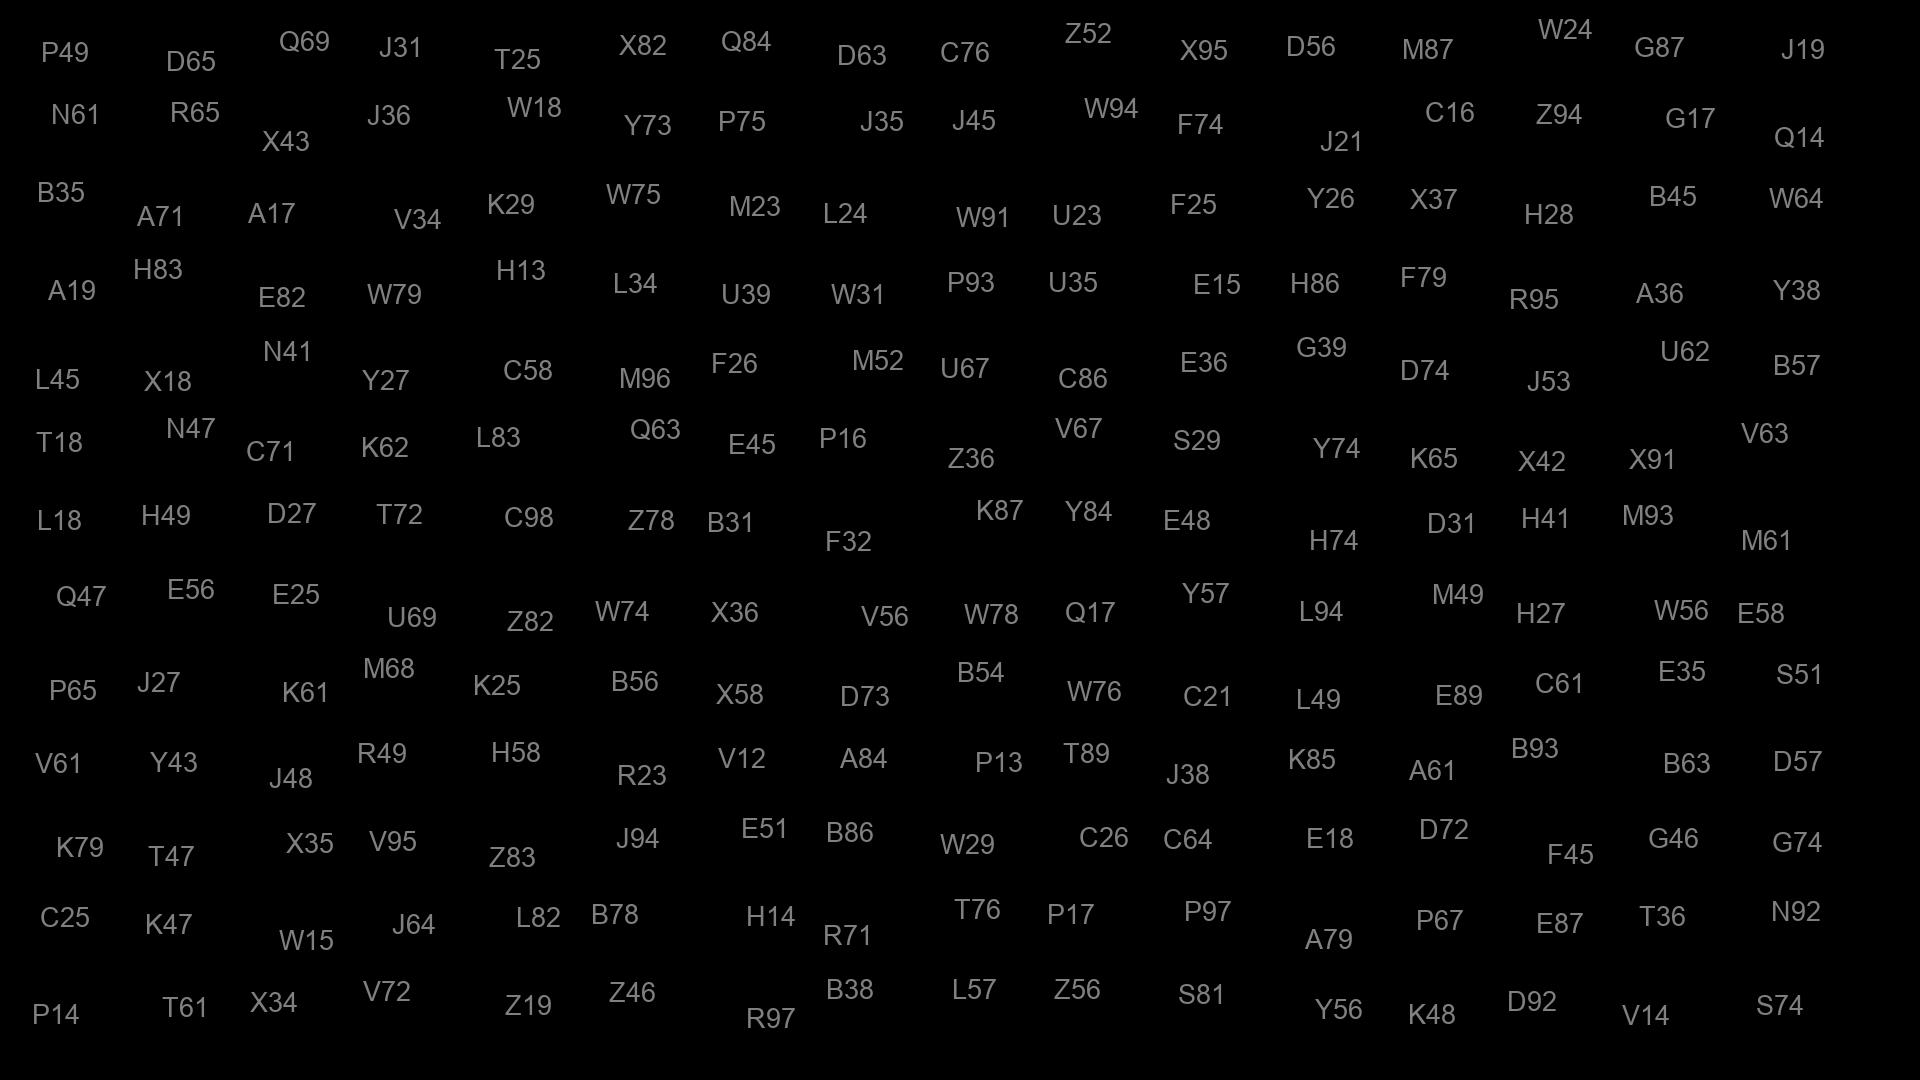 P49 D65 Q69 J31 T25 X82 Q84 D63 C76 Z52 X95 D56 M87 W24 G87 J19
N61 R65 X43 J36 W18 Y73 P75 J35 J45 W94 F74 J21 C16 Z94 G17 Q14
B35 A71 A17 V34 K29 W75 M23 L24 W91 U23 F25 Y26 X37 H28 B45 W64
A19 H83 E82 W79 H13 L34 U39 W31 P93 U35 E15 H86 F79 R95 A36 Y38
L45 X18 N41 Y27 C58 M96 F26 M52 U67 C86 E36 G39 D74 J53 U62 B57
T18 N47 C71 K62 L83 Q63 E45 P16 Z36 V67 S29 Y74 K65 X42 X91 V63
L18 H49 D27 T72 C98 Z78 B31 F32 K87 Y84 E48 H74 D31 H41 M93 M61
Q47 E56 E25 U69 Z82 W74 X36 V56 W78 Q17 Y57 L94 M49 H27 W56 E58
P65 J27 K61 M68 K25 B56 X58 D73 B54 W76 C21 L49 E89 C61 E35 S51
V61 Y43 J48 R49 H58 R23 V12 A84 P13 T89 J38 K85 A61 B93 B63 D57
K79 T47 X35 V95 Z83 J94 E51 B86 W29 C26 C64 E18 D72 F45 G46 G74
C25 K47 W15 J64 L82 B78 H14 R71 T76 P17 P97 A79 P67 E87 T36 N92
P14 T61 X34 V72 Z19 Z46 R97 B38 L57 Z56 S81 Y56 K48 D92 V14 S74